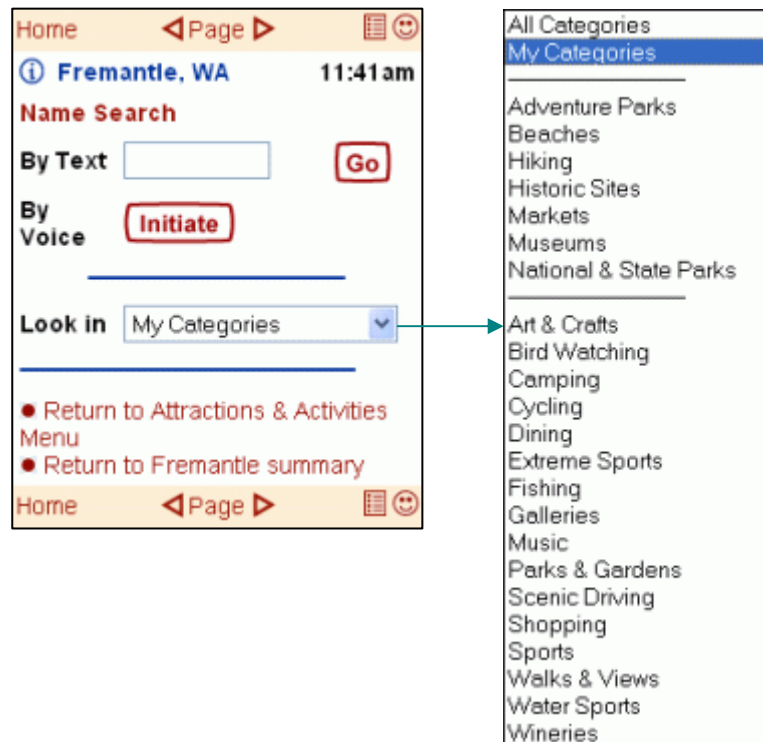 Home Page
Fremantle, WA 11:41am
Name Search
By Text Go
By
Voice Initiate
Look in My Categories
Return to Attractions & Activities
Menu
Return to Fremantle summary
Home Page
All Categories
My Categories
Adventure Parks
Beaches
Hiking
Historic Sites
Markets
Museums
National & State Parks
Art & Crafts
Bird Watching
Camping
Cycling
Dining
Extreme Sports
Fishing
Galleries
Music
Parks & Gardens
Scenic Driving
Shopping
Sports
Walks & Views
Water Sports
Wineries